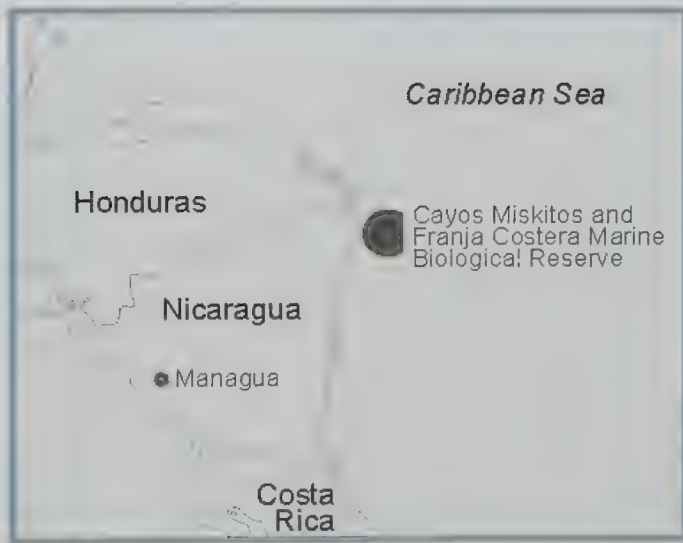 Caribbean Sea
Honduras
Cayos Miskitos and
Franja Costera Marine
Biological Reserve
Nicaragua
Managua
Costa
Rica